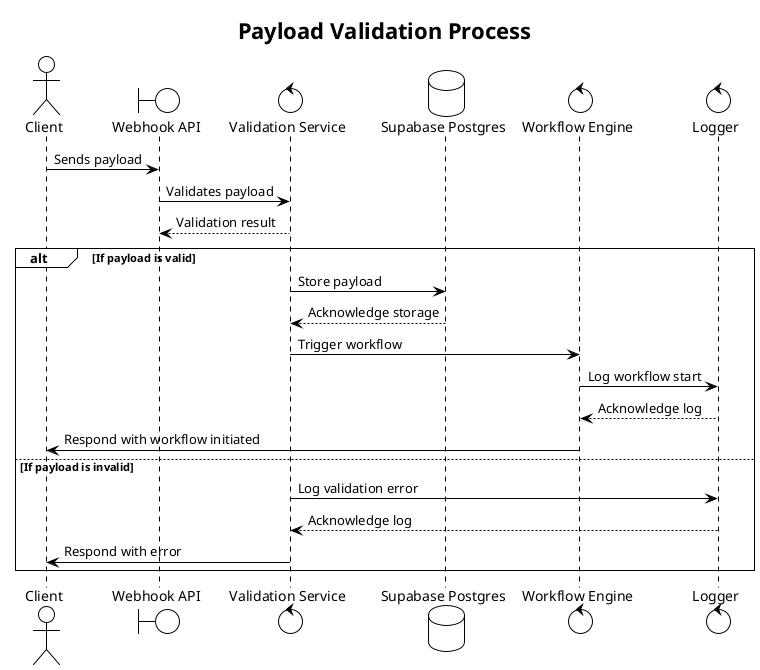 Payload Validation Process
Client
Webhook API
Validation Service
Supabase Postgres
Workflow Engine
Logger
Sends payload
Validates payload
Validation result
alt [If payload is valid]
Store payload
Acknowledge storage
Trigger workflow
Log workflow start
Acknowledge log
Respond with workflow initiated
[If payload is invalid]
Log validation error
Acknowledge log
Respond with error
Client
Webhook API
Validation Service
Supabase Postgres
Workflow Engine
Logger